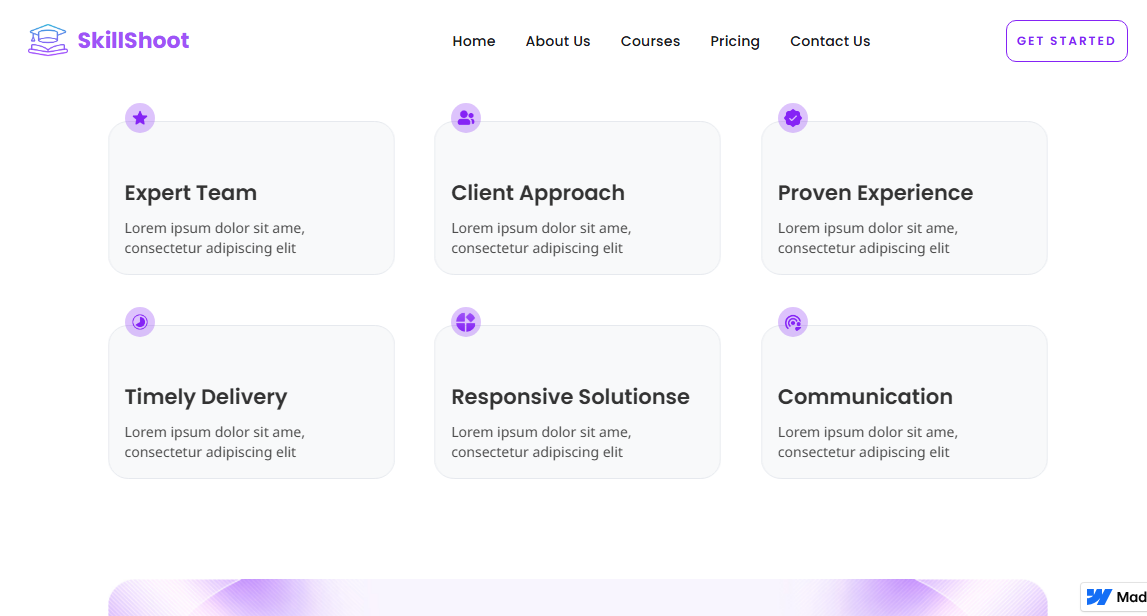 SkillShoot
Home
About Us
Courses
Pricing
Contact Us
GET STARTED
Expert Team
Lorem ipsum dolor sit ame,
consectetur adipiscing elit
Client Approach
Lorem ipsum dolor sit ame,
consectetur adipiscing elit
Proven Experience
Lorem ipsum dolor sit ame,
consectetur adipiscing elit
Timely Delivery
Lorem ipsum dolor sit ame,
consectetur adipiscing elit
Responsive Solutionse
Lorem ipsum dolor sit ame,
consectetur adipiscing elit
Communication
Lorem ipsum dolor sit ame,
consectetur adipiscing elit
Mad